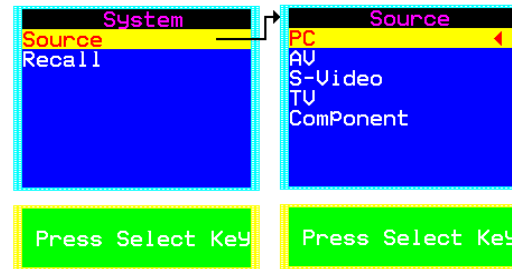 System
Source
Recall
Press Select Key
Source
PC
AV
S-Video
TV
ComPonent
Press Select Key